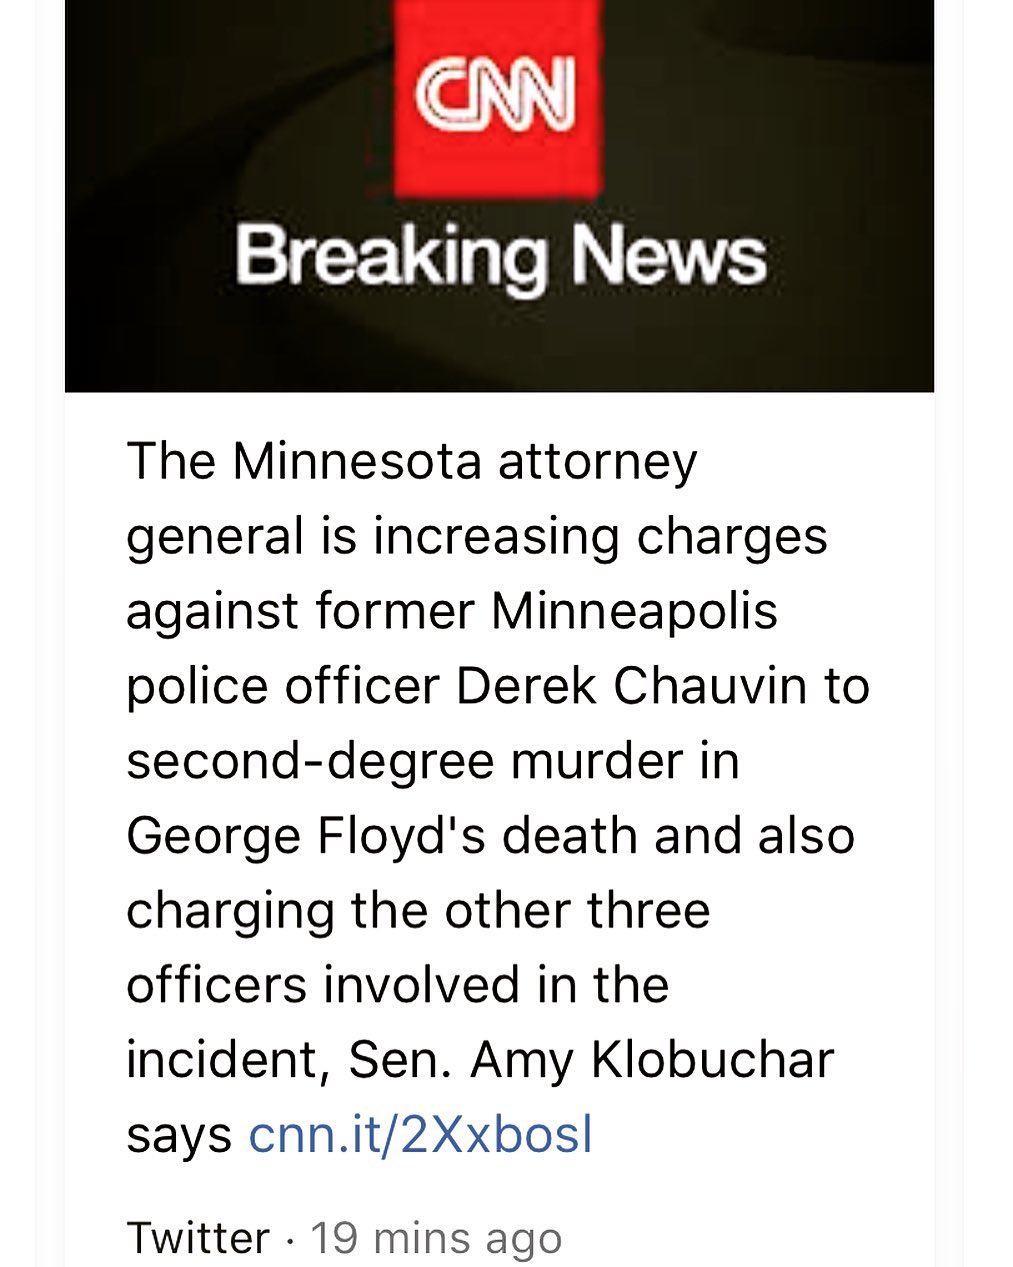 CNN
Breaking News
The Minnesota attorney
general is increasing charges
against former Minneapolis
police officer Derek Chauvin to
second-degree murder in
George Floyd's death and also
charging the other three
officers involved in the
incident, Sen. Amy Klobuchar
says cnn.it/2Xxbosl
Twitter · 19 mins ago